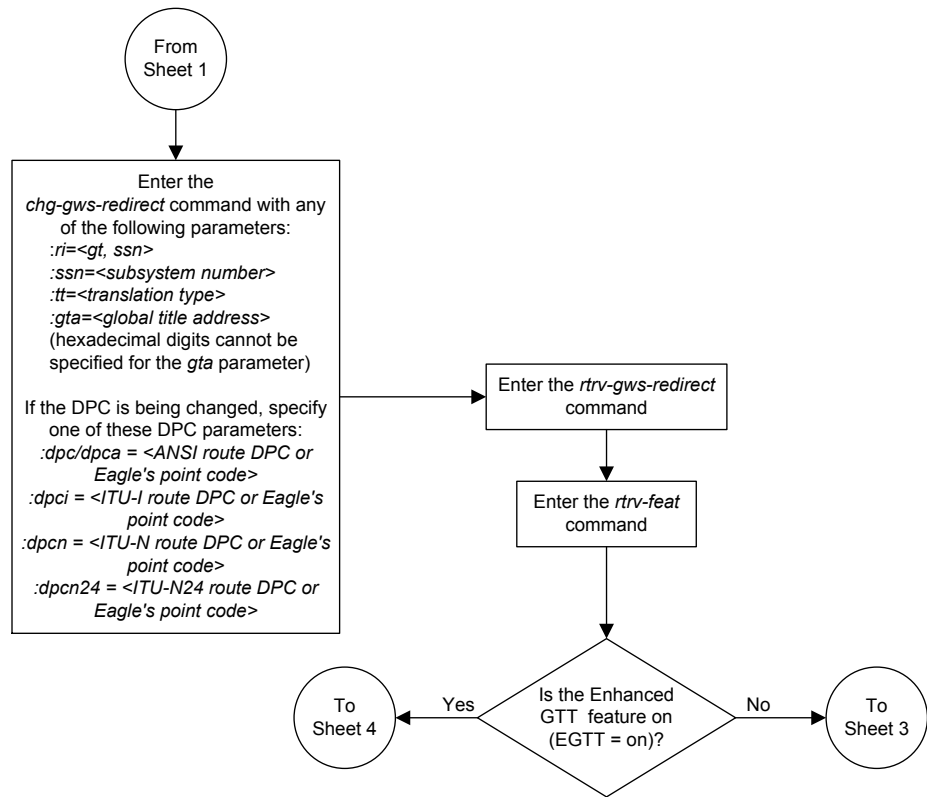 From
Sheet 1
Enter the
chg-gws-redirect command with any
of the following parameters:
:ri=<gt, ssn>
:ssn=<subsystem number>
:tt=<translation type>
:gta=<global title address>
(hexadecimal digits cannot be
specified for the gta parameter)
If the DPC is being changed, specify
one of these DPC parameters:
:dpc/dpca = <ANSI route DPC or
Eagle's point code>
:dpci = <ITU-I route DPC or Eagle's
point code>
:dpcn = <ITU-N route DPC or Eagle's
point code>
:dpcn24 = <ITU-N24 route DPC or
Eagle's point code>
Enter the rtrv-gws-redirect
command
Enter the rtrv-feat
command
Is the Enhanced
GTT feature on
(EGTT = on)?
Yes
To
Sheet 4
No
To
Sheet 3